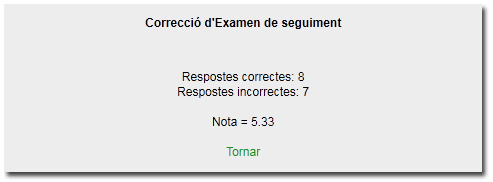 Correcció d'Examen de seguiment
Respostes correctes: 8
Respostes incorrectes: 7
Nota = 5.33
Tornar